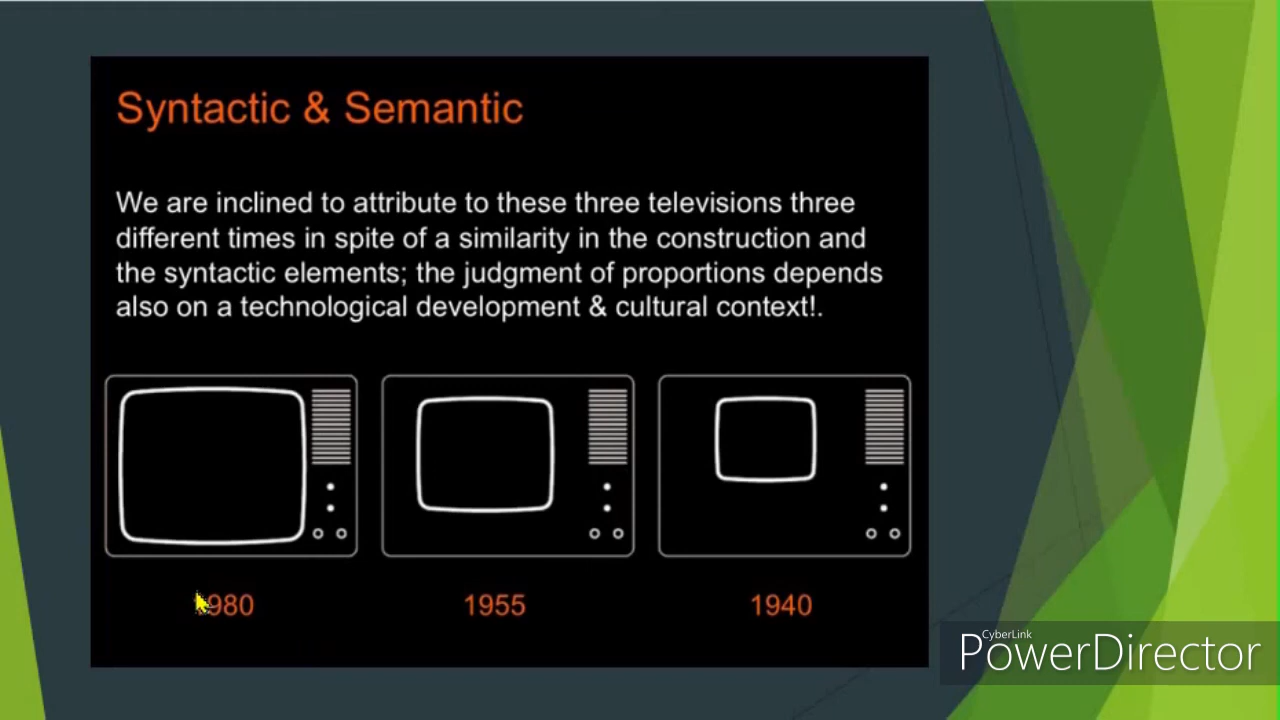 Syntactic & Semantic
We are inclined to attribute to these three televisions three
different times in spite of a similarity in the construction and
the syntactic elements; the judgment of proportions depends
also on a technological development & cultural context!.
1980 1955 1940
CyberLink
PowerDirector